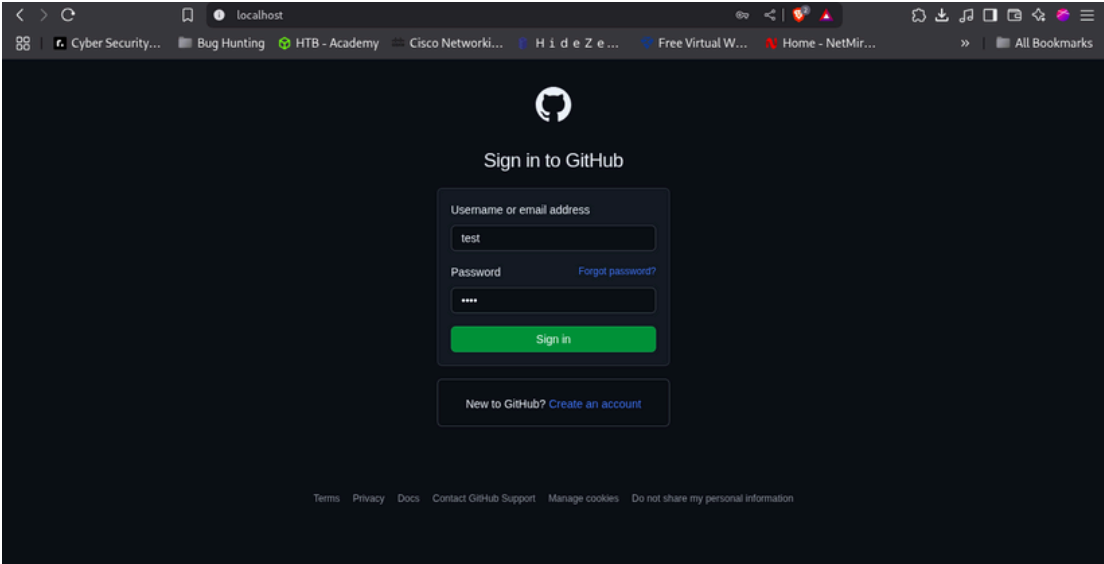 localhost
Cyber Security... Bug Hunting HTB - Academy Cisco Networki... H i d e Z e ... Free Virtual W... Home - NetMir... » All Bookmarks
Sign in to GitHub
Username or email address
test
Password Forgot password?
••••
Sign in
New to GitHub? Create an account
Terms Privacy Docs Contact GitHub Support Manage cookies Do not share my personal information